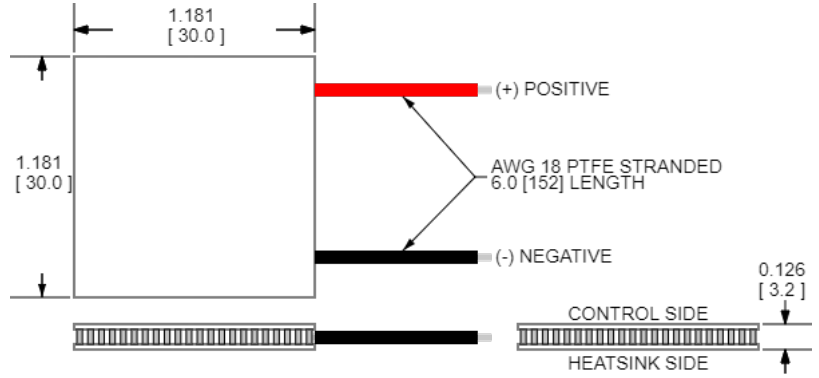 1.181
[ 30.0 ]
(+) POSITIVE
1.181
[ 30.0 ]
AWG 18 PTFE STRANDED
6.0 [152] LENGTH
(-) NEGATIVE
0.126
[ 3.2 ]
CONTROL SIDE
HEATSINK SIDE